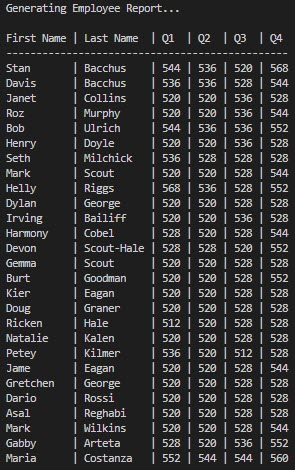 Generating Employee Report...
First Name | Last Name | Q1 | Q2 | Q3 | Q4
--------------------------------------------------
Stan | Bacchus | 544 | 536 | 520 | 568
Davis | Bacchus | 536 | 536 | 528 | 544
Janet | Collins | 520 | 520 | 536 | 528
Roz | Murphy | 520 | 520 | 536 | 544
Bob | Ulrich | 544 | 536 | 536 | 552
Henry | Doyle | 520 | 520 | 536 | 528
Seth | Milchick | 536 | 528 | 528 | 528
Mark | Scout | 520 | 520 | 528 | 544
Helly | Riggs | 568 | 536 | 528 | 552
Dylan | George | 520 | 520 | 528 | 528
Irving | Bailiff | 520 | 520 | 536 | 528
Harmony | Cobel | 528 | 520 | 528 | 544
Devon | Scout-Hale | 528 | 528 | 520 | 552
Gemma | Scout | 520 | 520 | 528 | 528
Burt | Goodman | 520 | 520 | 528 | 552
Kier | Eagan | 520 | 520 | 528 | 528
Doug | Graner | 520 | 520 | 528 | 528
Ricken | Hale | 512 | 520 | 528 | 528
Natalie | Kalen | 520 | 520 | 528 | 528
Petey | Kilmer | 536 | 520 | 512 | 528
Jame | Eagan | 520 | 520 | 528 | 544
Gretchen | George | 520 | 520 | 528 | 528
Dario | Rossi | 520 | 520 | 528 | 528
Asal | Reghabi | 520 | 520 | 528 | 528
Mark | Wilkins | 520 | 520 | 528 | 544
Gabby | Arteta | 528 | 520 | 536 | 552
Maria | Costanza | 552 | 544 | 544 | 560